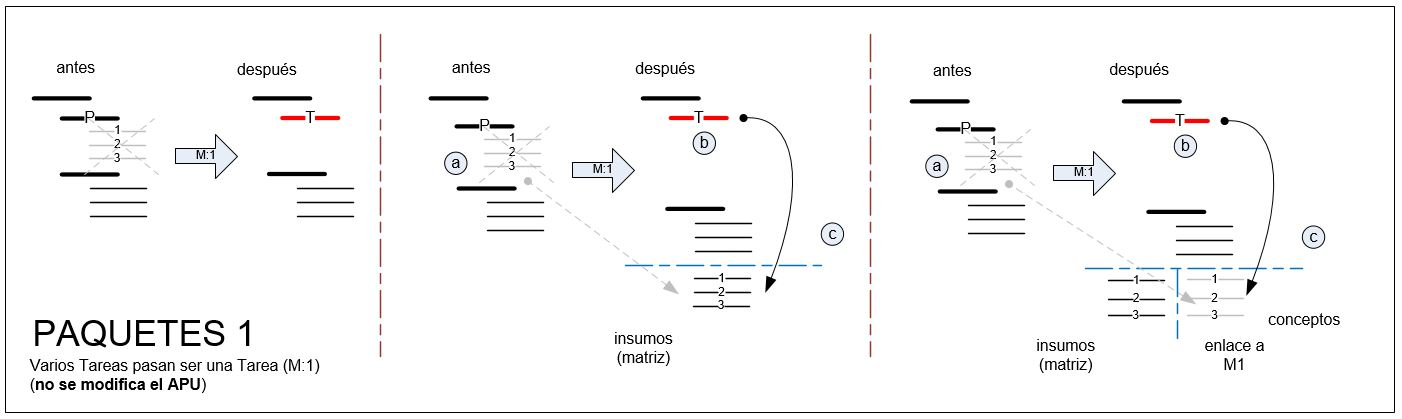 antes
después
P
T
1
2
3
M:1
PAQUETES 1
Varios Tareas pasan ser una Tarea (M:1)
(no se modifica el APU)
antes
después
P
T
1
2
3
a
b
M:1
c
1
2
3
insumos
(matriz)
antes
después
P
T
1
2
3
a
b
M:1
c
1
2
3
1
2
3
conceptos
insumos
(matriz)
enlace a
M1